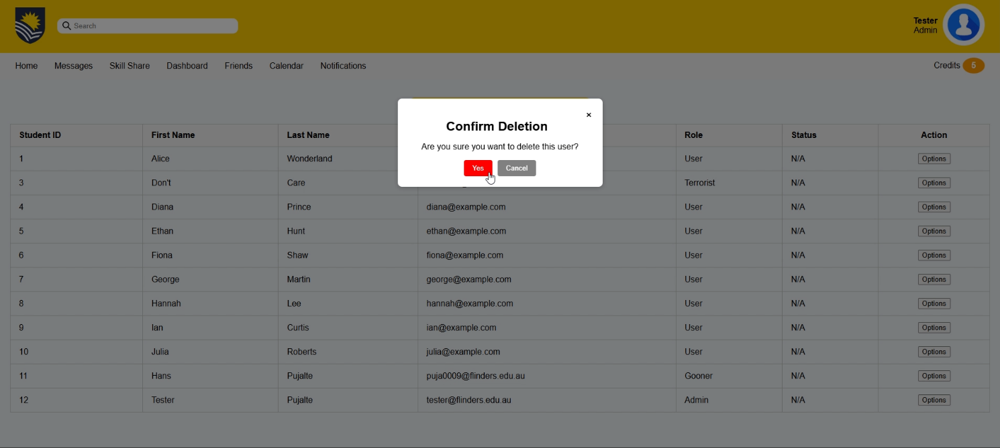 Search
Tester
Admin
Home Messages Skill Share Dashboard Friends Calendar Notifications Credits 5
×
Confirm Deletion
Are you sure you want to delete this user?
Yes Cancel
Student ID First Name Last Name Role Status Action
1 Alice Wonderland User N/A Options
3 Don't Care Terrorist N/A Options
4 Diana Prince diana@example.com User N/A Options
5 Ethan Hunt ethan@example.com User N/A Options
6 Fiona Shaw fiona@example.com User N/A Options
7 George Martin george@example.com User N/A Options
8 Hannah Lee hannah@example.com User N/A Options
9 Ian Curtis ian@example.com User N/A Options
10 Julia Roberts julia@example.com User N/A Options
11 Hans Pujalte puja0009@flinders.edu.au Gooner N/A Options
12 Tester Pujalte tester@flinders.edu.au Admin N/A Options